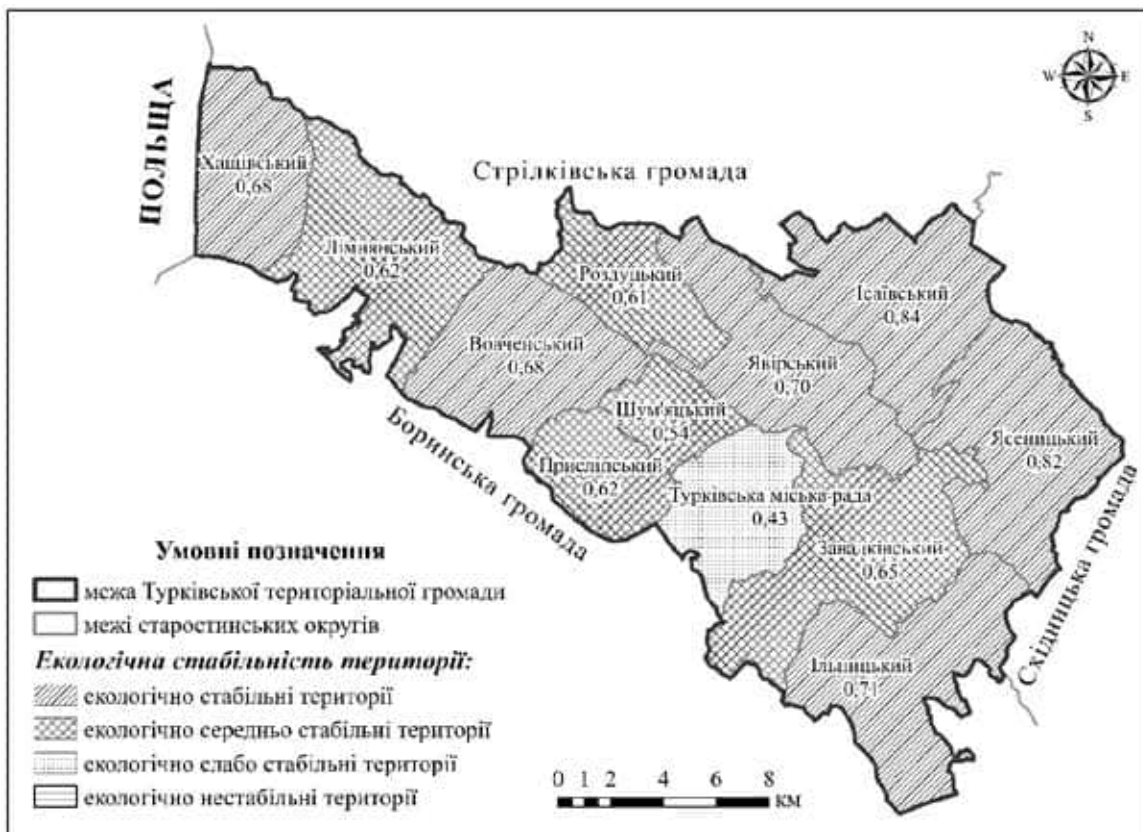 N
W E
S
ПОЛЬЩА
Стрілківська громада
Хащівський
0,68
Лімнянський
0,62
Розлуцький
0,61
Ісаївський
0,84
Вовченський
0,68
Явірський
0,70
Шум'яцький
0,54
Ясеницький
0,82
Присліпський
0,62
Турківська міська рада
0,43
Завадківський
0,65
Ільницький
0,71
Боринська громада
Східницька громада
Умовні позначення
межа Турківської територіальної громади
межі старостинських округів
Екологічна стабільність території:
екологічно стабільні території
екологічно середньо стабільні території
екологічно слабо стабільні території
екологічно нестабільні території
0 1 2 4 6 8
км